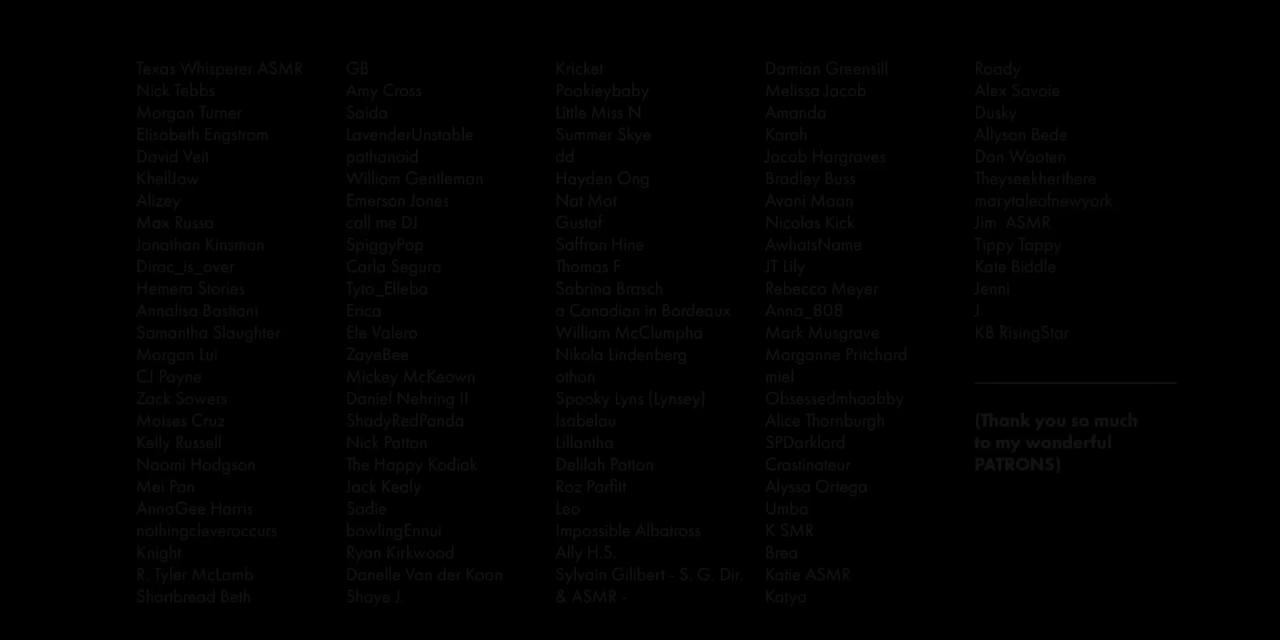 Texas Whisperer ASMR
Nick Tebbs
Morgan Turner
Elisabeth Engstrom
David Veit
KhellJaw
Alizey
Max Russo
Jonathan Kinsman
Dirac_is_over
Hemera Stories
Annalisa Bastiani
Samantha Slaughter
Morgan Lui
CJ Payne
Zack Sowers
Moises Cruz
Kelly Russell
Naomi Hodgson
Mei Pan
AnnaGee Harris
nothingcleveroccurs
Knight
R. Tyler McLamb
Shortbread Beth
GB
Amy Cross
Saida
LavenderUnstable
pathanoid
William Gentleman
Emerson Jones
call me DJ
SpiggyPop
Carla Segura
Tyto_Elleba
Erica
Ele Valero
ZayeBee
Mickey McKeown
Daniel Nehring II
ShadyRedPanda
Nick Patton
The Happy Kodiak
Jack Kealy
Sadie
bowlingEnnui
Ryan Kirkwood
Danelle Van der Kaan
Shaye J.
Kricket
Pookieybaby
Little Miss N
Summer Skye
dd
Hayden Ong
Nat Mot
Gustaf
Saffron Hine
Thomas F
Sabrina Brasch
a Canadian in Bordeaux
William McClumpha
Nikola Lindenberg
othon
Spooky Lyns (Lynsey)
Isabelau
Lillantha
Delilah Patton
Roz Parfitt
Leo
Impossible Albatross
Ally H.S.
Sylvain Gilibert - S. G. Dir.
& ASMR -
Damian Greensill
Melissa Jacob
Amanda
Karah
Jacob Hargraves
Bradley Buss
Avani Maan
Nicolas Kick
AwhatsName
JT Lily
Rebecca Meyer
Anna_808
Mark Musgrave
Morganne Pritchard
miel
Obsessedmhaabby
Alice Thornburgh
SPDarklord
Crastinateur
Alyssa Ortega
Umba
K SMR
Brea
Katie ASMR
Katya
Roady
Alex Savoie
Dusky
Allyson Bede
Don Wooten
Theyseekherthere
marytaleofnewyork
Jim  ASMR
Tippy Tappy
Kate Biddle
Jenni
J
KB RisingStar
(Thank you so much
to my wonderful
PATRONS)